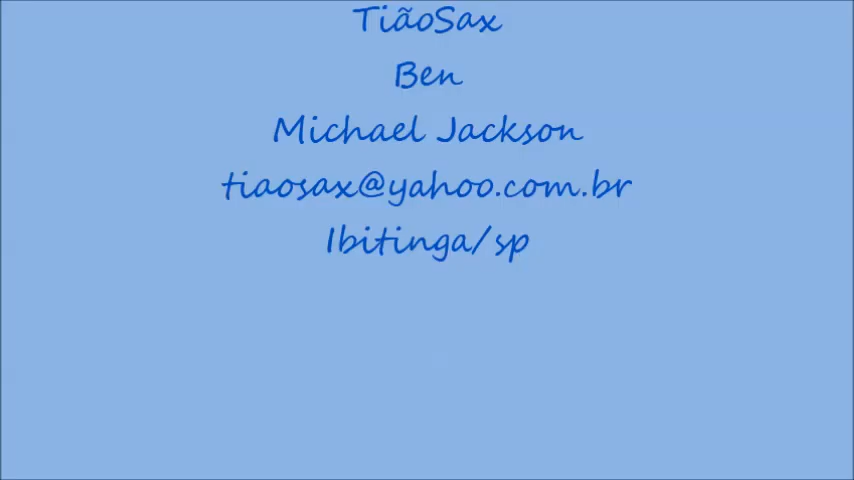 TiãoSax
Ben
Michael Jackson
tiaosax@yahoo.com.br
Ibitinga/sp